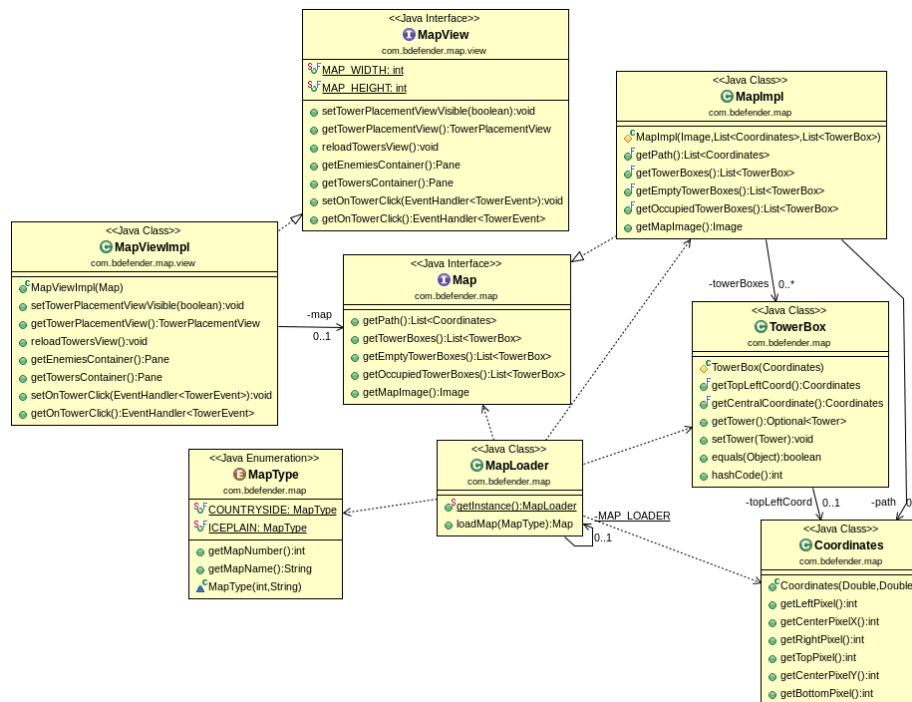 <<Java Interface>>
MapView
com.bdefender.map.view
MAP_WIDTH: int
MAP_HEIGHT: int
setTowerPlacementViewVisible(boolean):void
getTowerPlacementView():TowerPlacementView
reloadTowersView():void
getEnemiesContainer():Pane
getTowersContainer():Pane
setOnTowerClick(EventHandler<TowerEvent>):void
getOnTowerClick():EventHandler<TowerEvent>
<<Java Class>>
MapImpl
com.bdefender.map
MapImpl(Image,List<Coordinates>,List<TowerBox>)
getPath():List<Coordinates>
getTowerBoxes():List<TowerBox>
getEmptyTowerBoxes():List<TowerBox>
getOccupiedTowerBoxes():List<TowerBox>
getMapImage():Image
<<Java Class>>
MapViewImpl
com.bdefender.map.view
MapViewImpl(Map)
setTowerPlacementViewVisible(boolean):void
getTowerPlacementView():TowerPlacementView
reloadTowersView():void
getEnemiesContainer():Pane
getTowersContainer():Pane
setOnTowerClick(EventHandler<TowerEvent>):void
getOnTowerClick():EventHandler<TowerEvent>
-map
0..1
<<Java Interface>>
Map
com.bdefender.map
getPath():List<Coordinates>
getTowerBoxes():List<TowerBox>
getEmptyTowerBoxes():List<TowerBox>
getOccupiedTowerBoxes():List<TowerBox>
getMapImage():Image
-towerBoxes 0..*
<<Java Class>>
TowerBox
com.bdefender.map
TowerBox(Coordinates)
getTopLeftCoord():Coordinates
getCentralCoordinate():Coordinates
getTower():Optional<Tower>
setTower(Tower):void
equals(Object):boolean
hashCode():int
<<Java Enumeration>>
MapType
com.bdefender.map
COUNTRYSIDE: MapType
ICEPLAIN: MapType
getMapNumber():int
getMapName():String
MapType(int,String)
<<Java Class>>
MapLoader
com.bdefender.map
getInstance():MapLoader
loadMap(MapType):Map
-MAP_LOADER
0..1
-topLeftCoord 0..1
-path
<<Java Class>>
Coordinates
com.bdefender.map
Coordinates(Double,Double
getLeftPixel():int
getCenterPixelX():int
getRightPixel():int
getTopPixel():int
getCenterPixelY():int
getBottomPixel():int